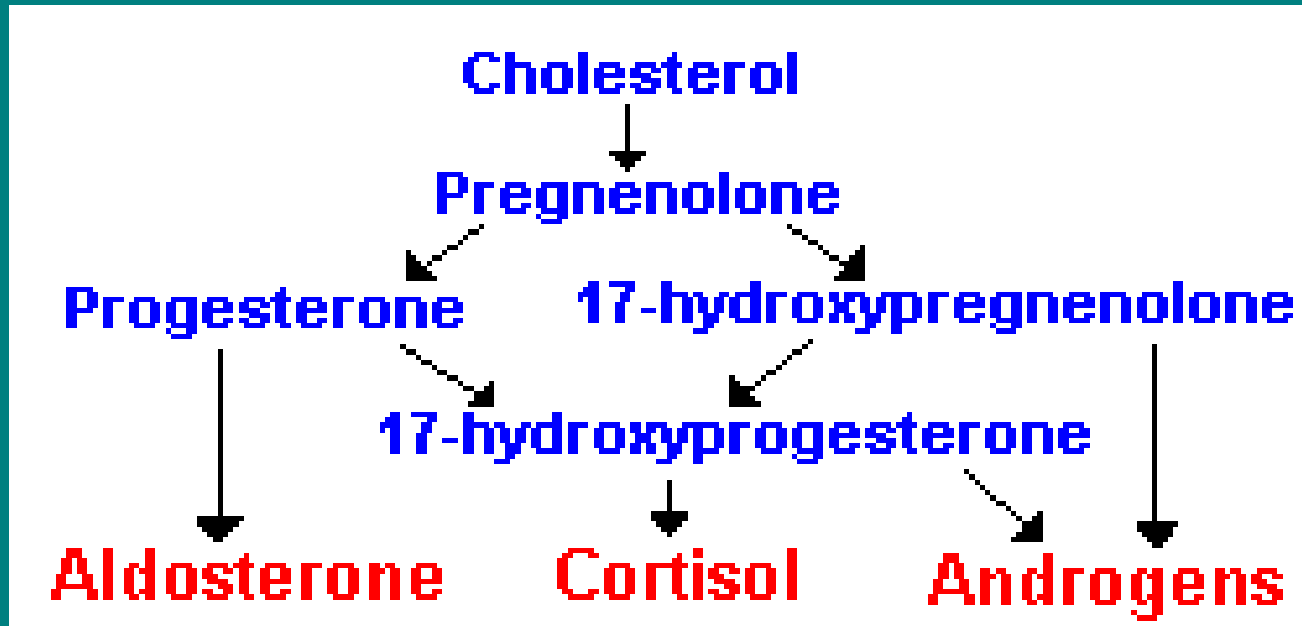 Cholesterol
Pregnenolone
Progesterone 17-hydroxypregnenolone
17-hydroxyprogesterone
Aldosterone Cortisol Androgens